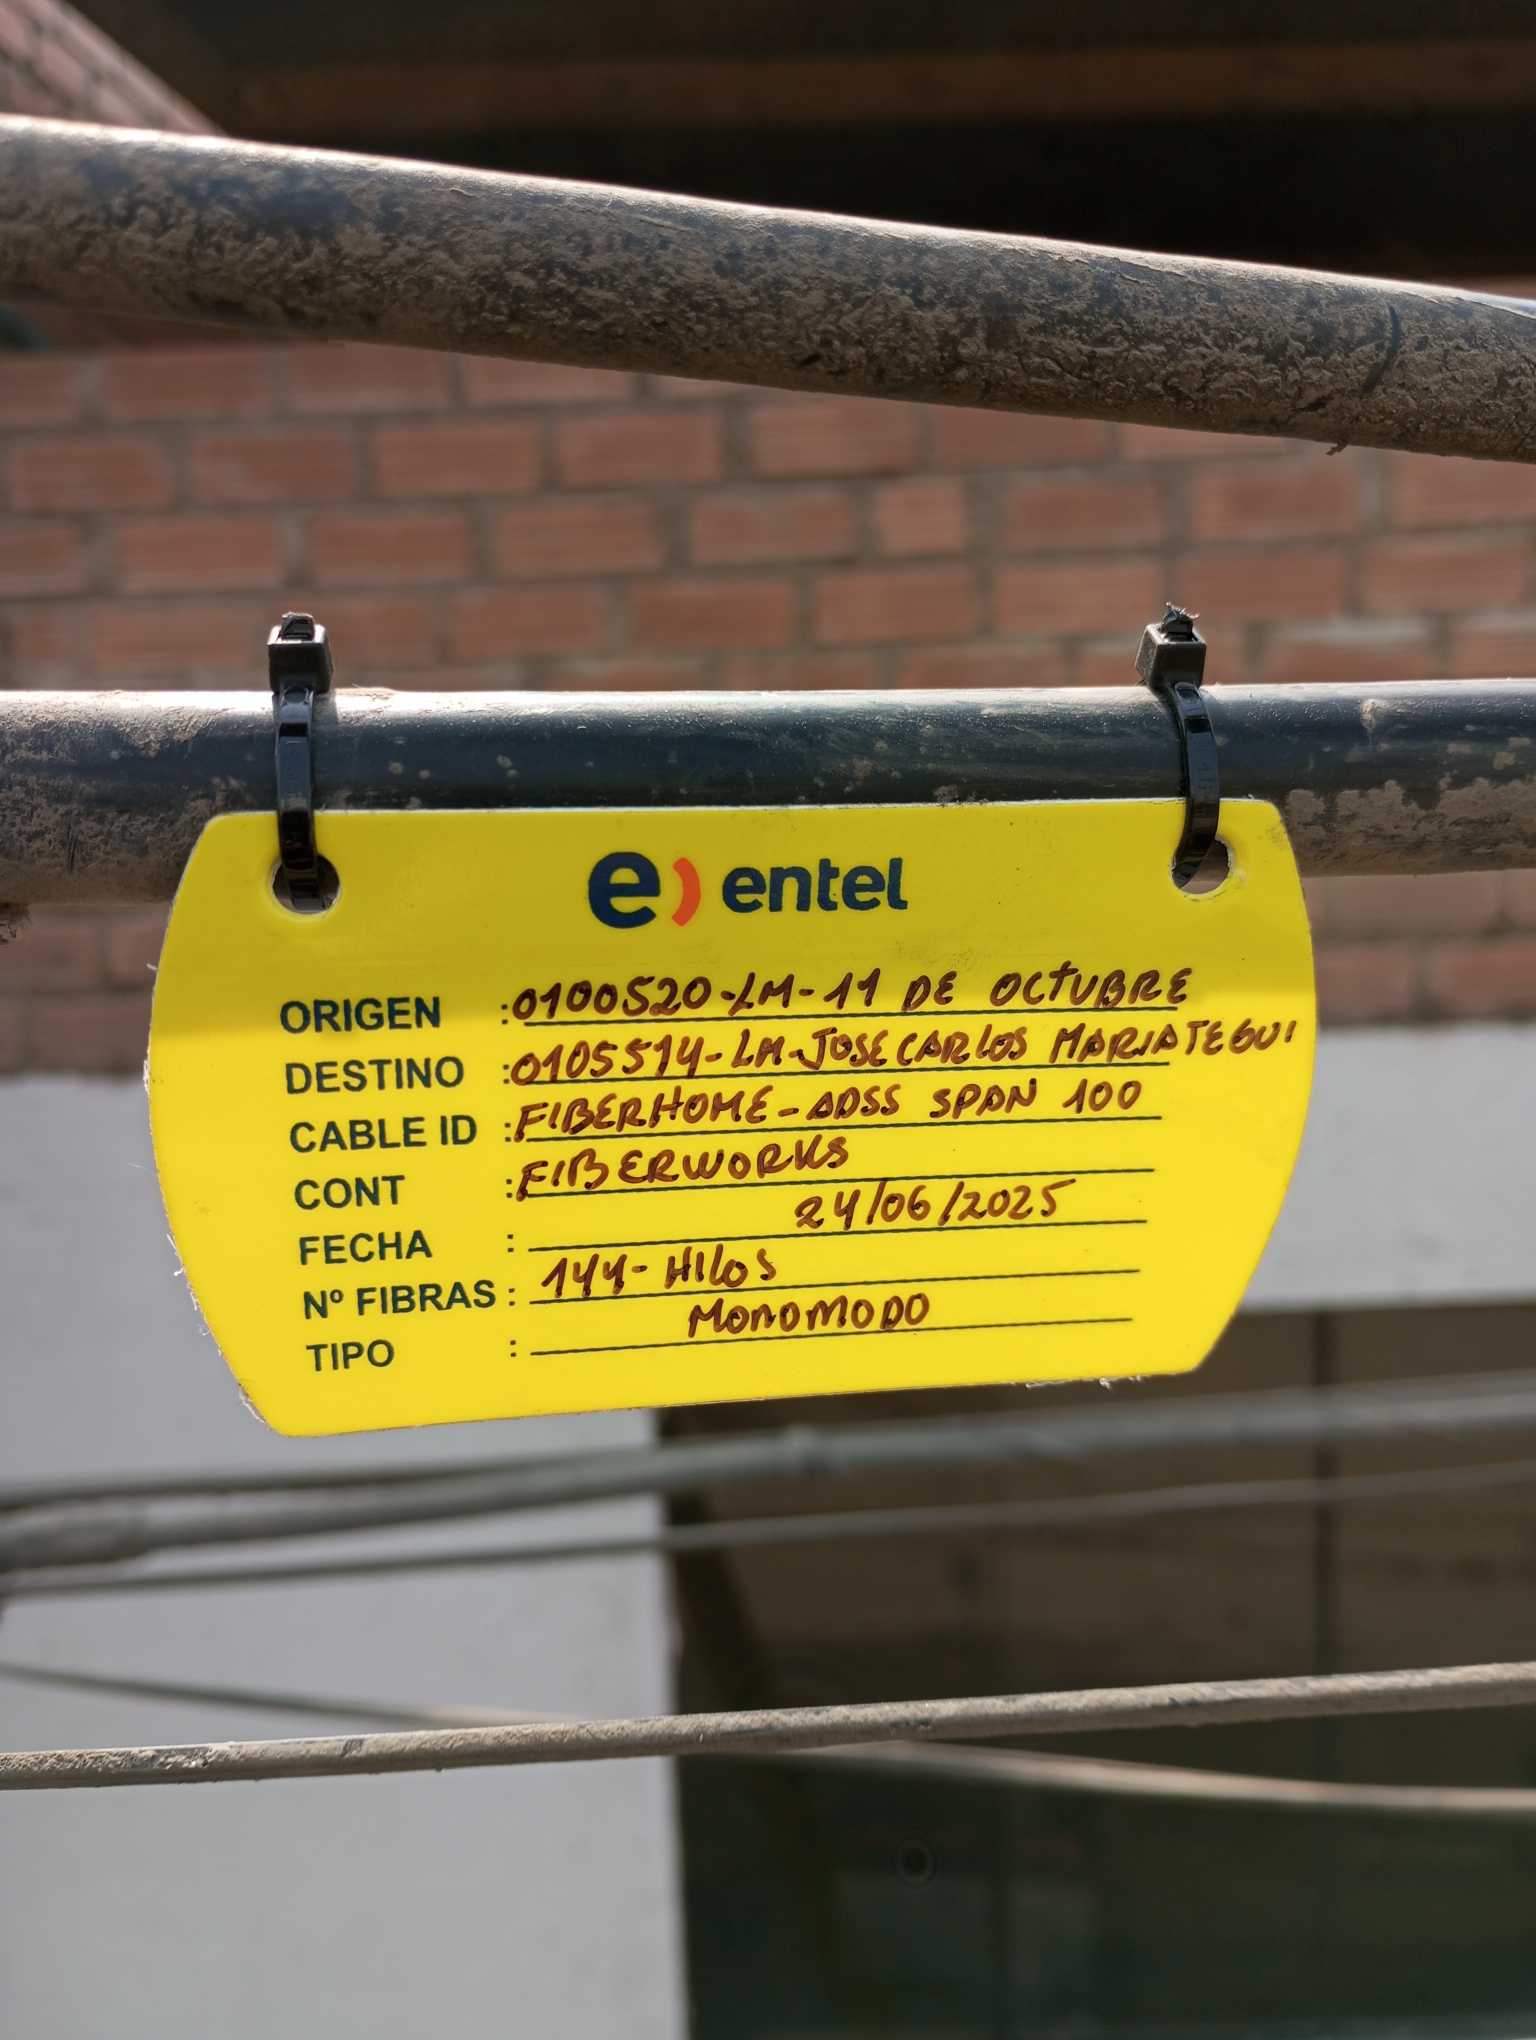 e) entel
ORIGEN : 0100520-LM-11 DE OCTUBRE
DESTINO : 0105514-LM-JOSE CARLOS MARIATEGUI
CABLE ID : FIBERHOME-ADSS SPAN 100
CONT : FIBERWORKS
FECHA : 24/06/2025
Nº FIBRAS : 144-HILOS
TIPO : MONOMODO